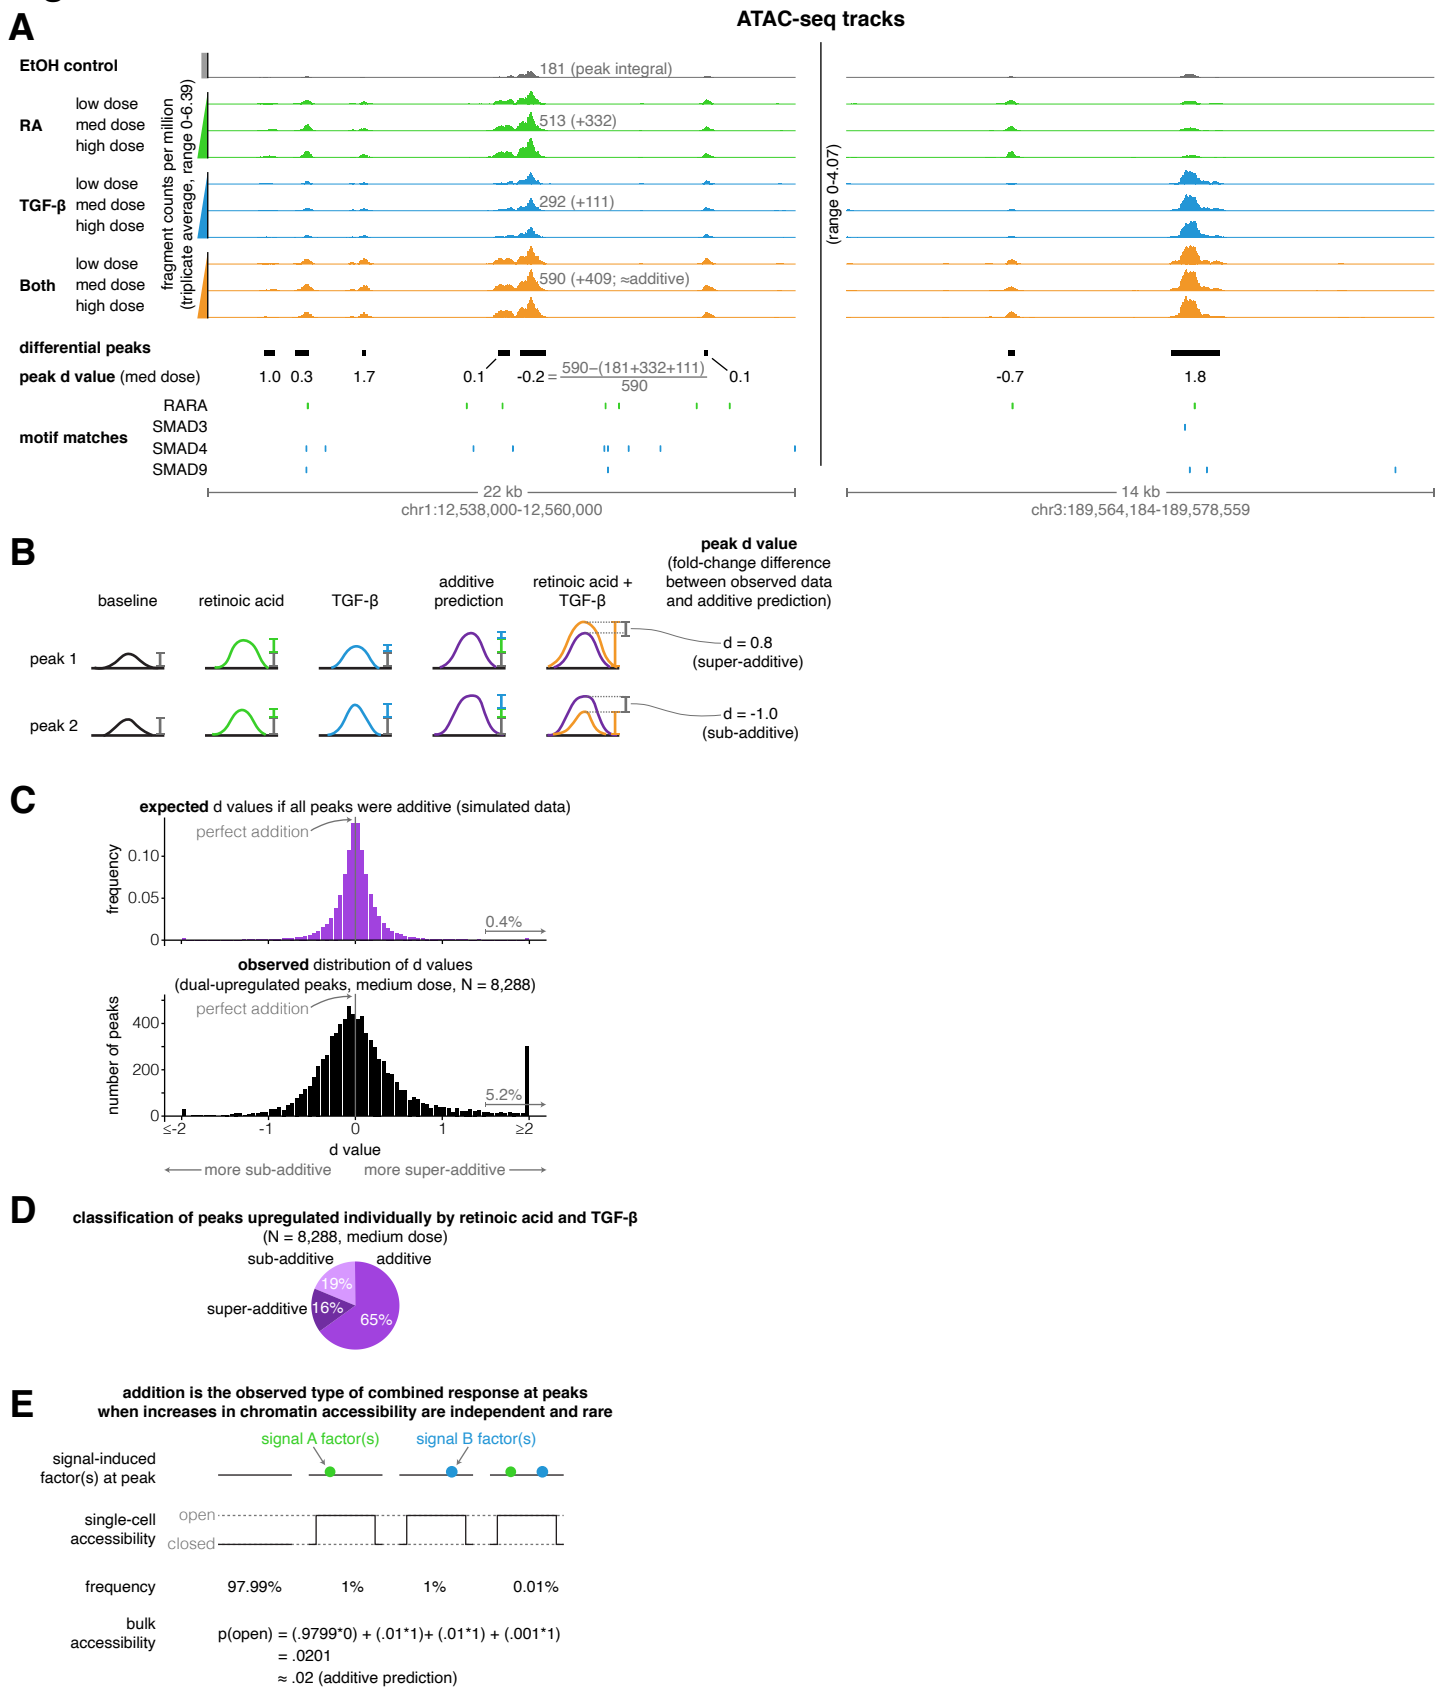 A
ATAC-seq tracks
EtOH control
181 (peak integral)
RA
low dose
med dose
high dose
513 (+332)
TGF-β
low dose
med dose
high dose
292 (+111)
Both
low dose
med dose
high dose
590 (+409; ≈additive)
fragment counts per million
(triplicate average, range 0-6.39)
(range 0-4.07)
differential peaks
peak d value (med dose)
1.0 0.3 1.7 0.1 -0.2 = 590−(181+332+111) / 590 0.1 -0.7 1.8
motif matches
RARA
SMAD3
SMAD4
SMAD9
22 kb
chr1:12,538,000-12,560,000
14 kb
chr3:189,564,184-189,578,559
B
baseline
retinoic acid
TGF-β
additive
prediction
retinoic acid +
TGF-β
peak d value
(fold-change difference
between observed data
and additive prediction)
peak 1
d = 0.8
(super-additive)
peak 2
d = -1.0
(sub-additive)
C
expected d values if all peaks were additive (simulated data)
perfect addition
frequency
0.10
0.05
0
0.4%
observed distribution of d values
(dual-upregulated peaks, medium dose, N = 8,288)
perfect addition
number of peaks
400
200
0
5.2%
≤-2 -1 0 1 ≥2
d value
more sub-additive more super-additive
D
classification of peaks upregulated individually by retinoic acid and TGF-β
(N = 8,288, medium dose)
sub-additive additive
19%
super-additive 16%
65%
E
addition is the observed type of combined response at peaks
when increases in chromatin accessibility are independent and rare
signal A factor(s) signal B factor(s)
signal-induced
factor(s) at peak
single-cell
accessibility
open
closed
frequency 97.99% 1% 1% 0.01%
bulk
accessibility
p(open) = (.9799*0) + (.01*1)+ (.01*1) + (.001*1)
= .0201
≈ .02 (additive prediction)